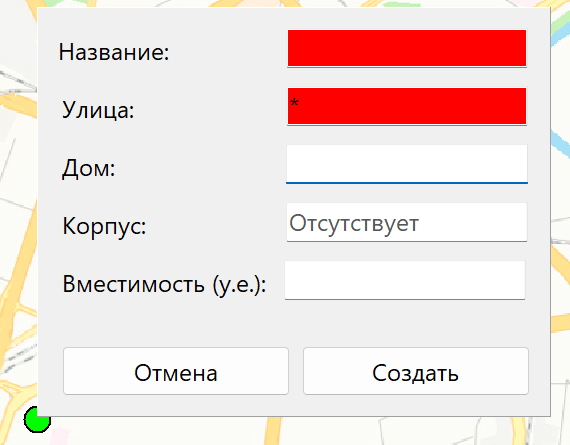 Название:
Улица: *
Дом:
Корпус: Отсутствует
Вместимость (у.е.):
Отмена Создать